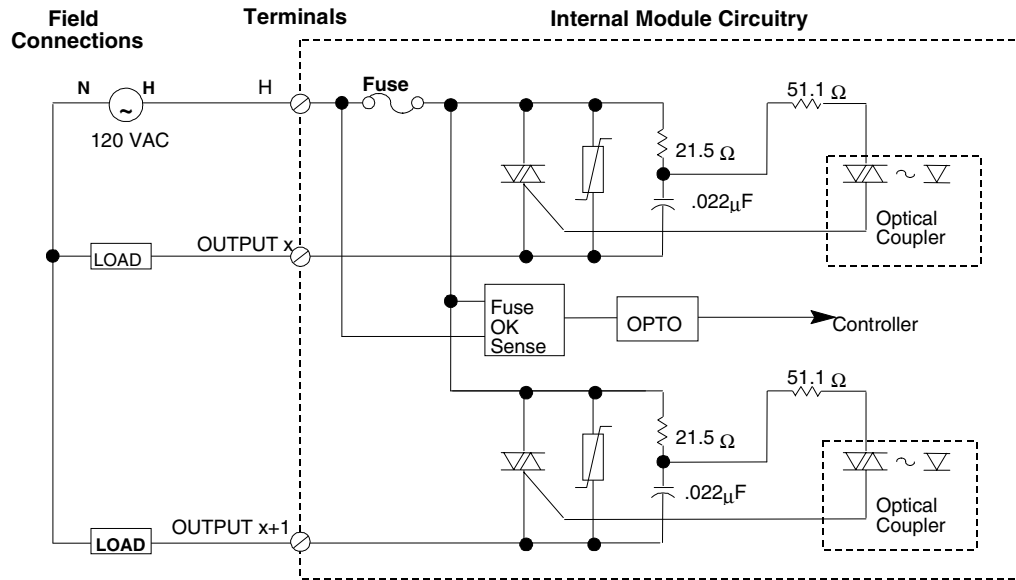 Field
Connections
Terminals
Internal Module Circuitry
N
H
H
Fuse
~
120 VAC
51.1 Ω
21.5 Ω
.022μF
~
Optical
Coupler
OUTPUT x
LOAD
Fuse
OK
Sense
OPTO
Controller
51.1 Ω
21.5 Ω
.022μF
~
Optical
Coupler
OUTPUT x+1
LOAD